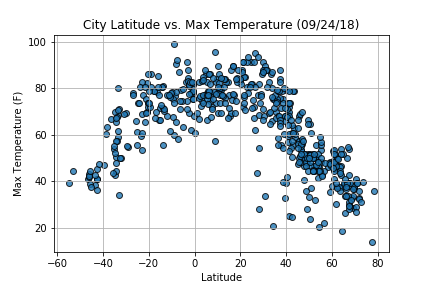 City Latitude vs. Max Temperature (09/24/18)
100
80
60
40
20
Max Temperature (F)
−60 −40 −20 0 20 40 60 80
Latitude